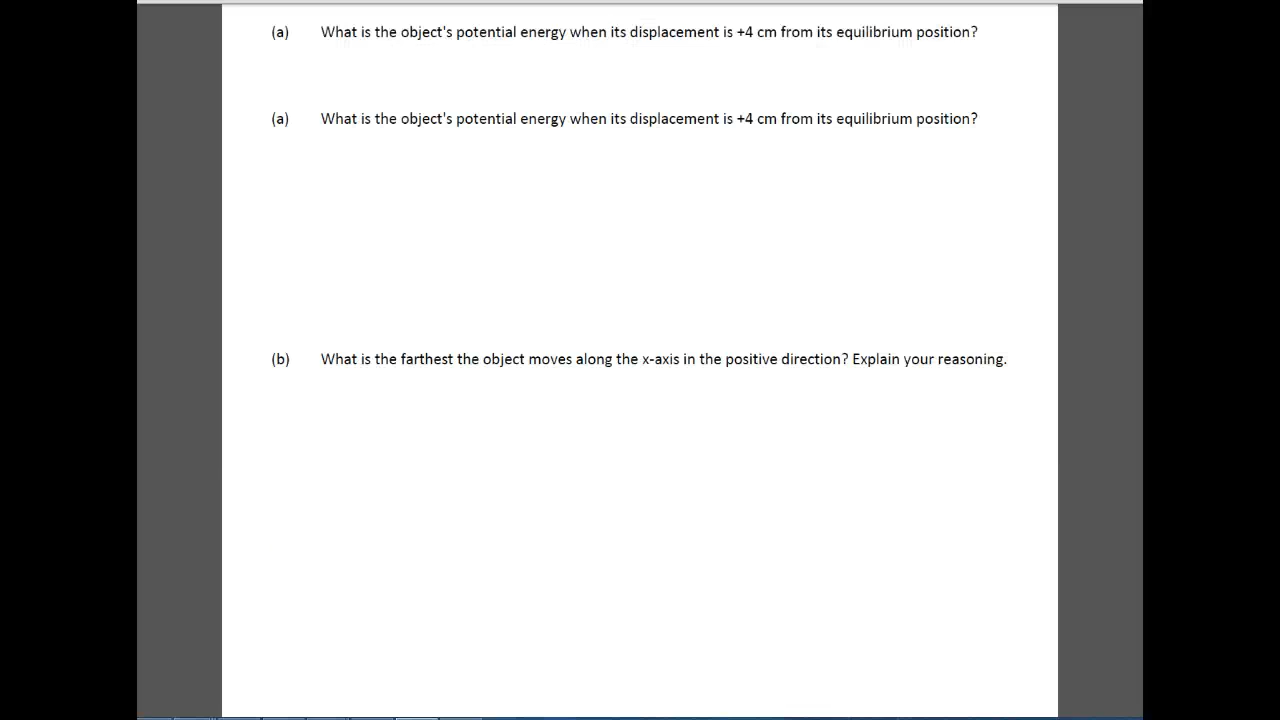 (a) What is the object's potential energy when its displacement is +4 cm from its equilibrium position?
(a) What is the object's potential energy when its displacement is +4 cm from its equilibrium position?
(b) What is the farthest the object moves along the x-axis in the positive direction? Explain your reasoning.